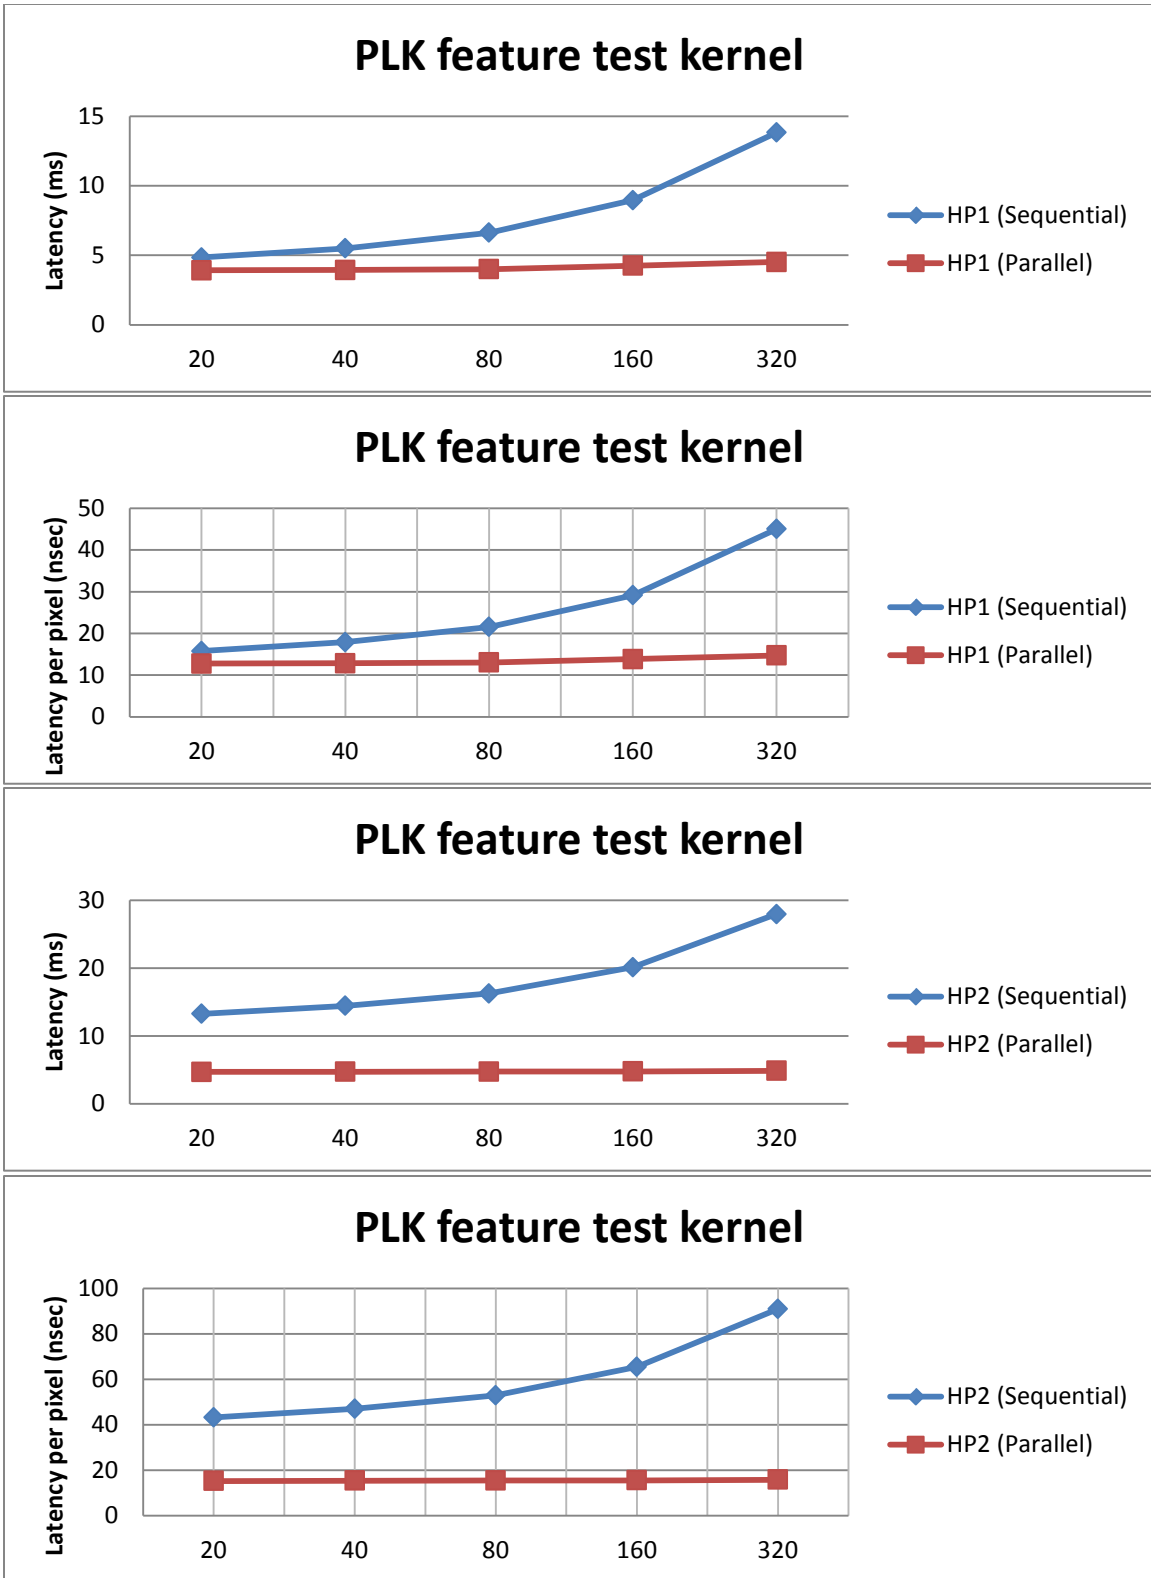 PLK feature test kernel
Latency (ms)
15
10
5
0
20 40 80 160 320
HP1 (Sequential)
HP1 (Parallel)
PLK feature test kernel
Latency per pixel (nsec)
50
40
30
20
10
0
20 40 80 160 320
HP1 (Sequential)
HP1 (Parallel)
PLK feature test kernel
Latency (ms)
30
20
10
0
20 40 80 160 320
HP2 (Sequential)
HP2 (Parallel)
PLK feature test kernel
Latency per pixel (nsec)
100
80
60
40
20
0
20 40 80 160 320
HP2 (Sequential)
HP2 (Parallel)